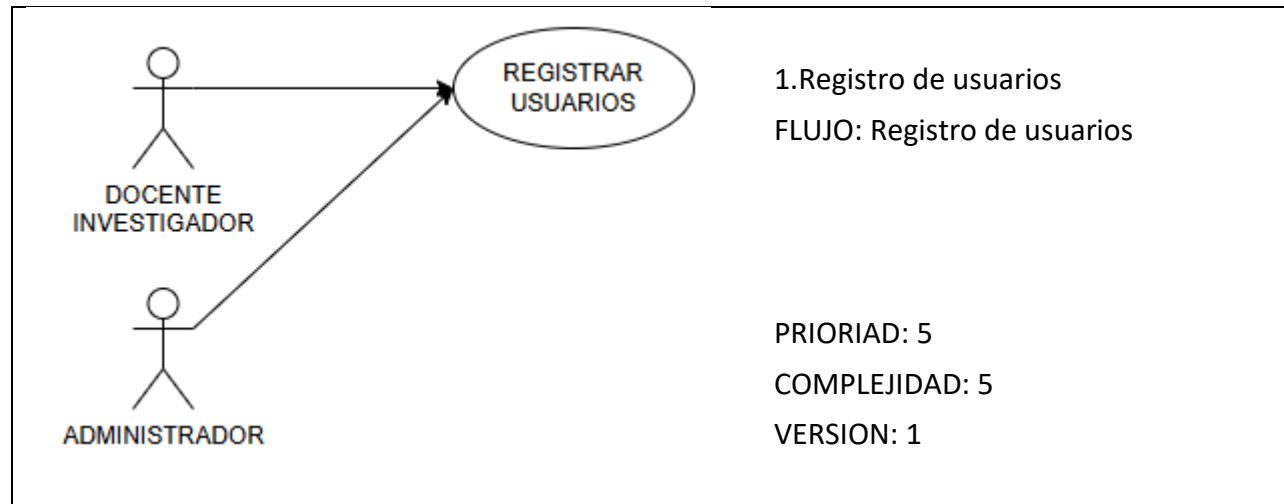 REGISTRAR
USUARIOS
1.Registro de usuarios
FLUJO: Registro de usuarios
DOCENTE
INVESTIGADOR
PRIORIAD: 5
COMPLEJIDAD: 5
VERSION: 1
ADMINISTRADOR